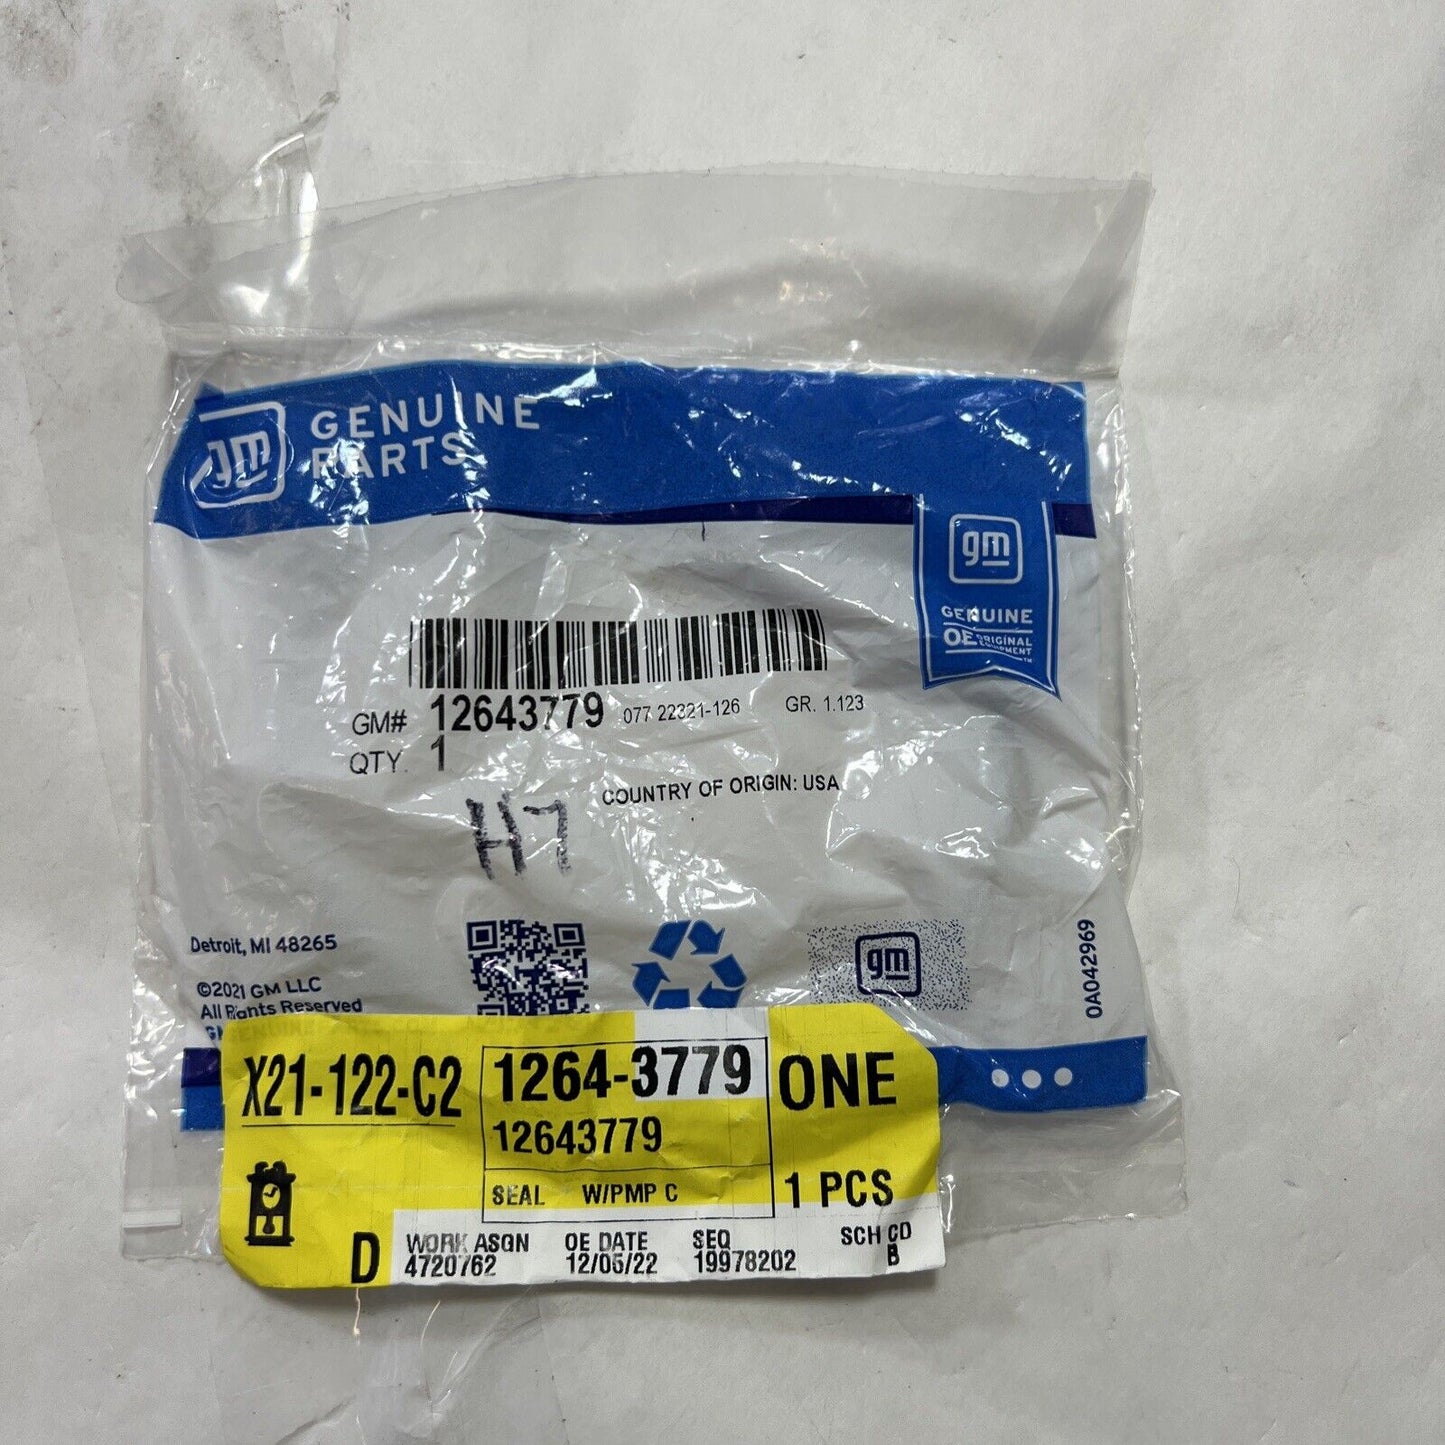 gm GENUINE
PARTS
gm
GENUINE
OE ORIGINAL
EQUIPMENT™
GM# 12643779 077 22321-126 GR. 1.123
QTY. 1
COUNTRY OF ORIGIN: USA
H7
Detroit, MI 48265
©2021 GM LLC
All Rights Reserved
gm
0A042969
X21-122-C2
1264-3779
12643779
SEAL W/PMP C
ONE
1 PCS
D
WORK ASGN OE DATE SEQ SCH CD
4720762 12/05/22 19978202 B